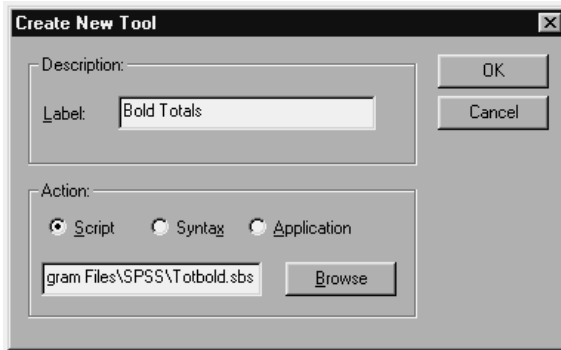 Create New Tool
Description:
Label: Bold Totals
OK
Cancel
Action:
Script Syntax Application
gram Files\SPSS\Totbold.sbs Browse